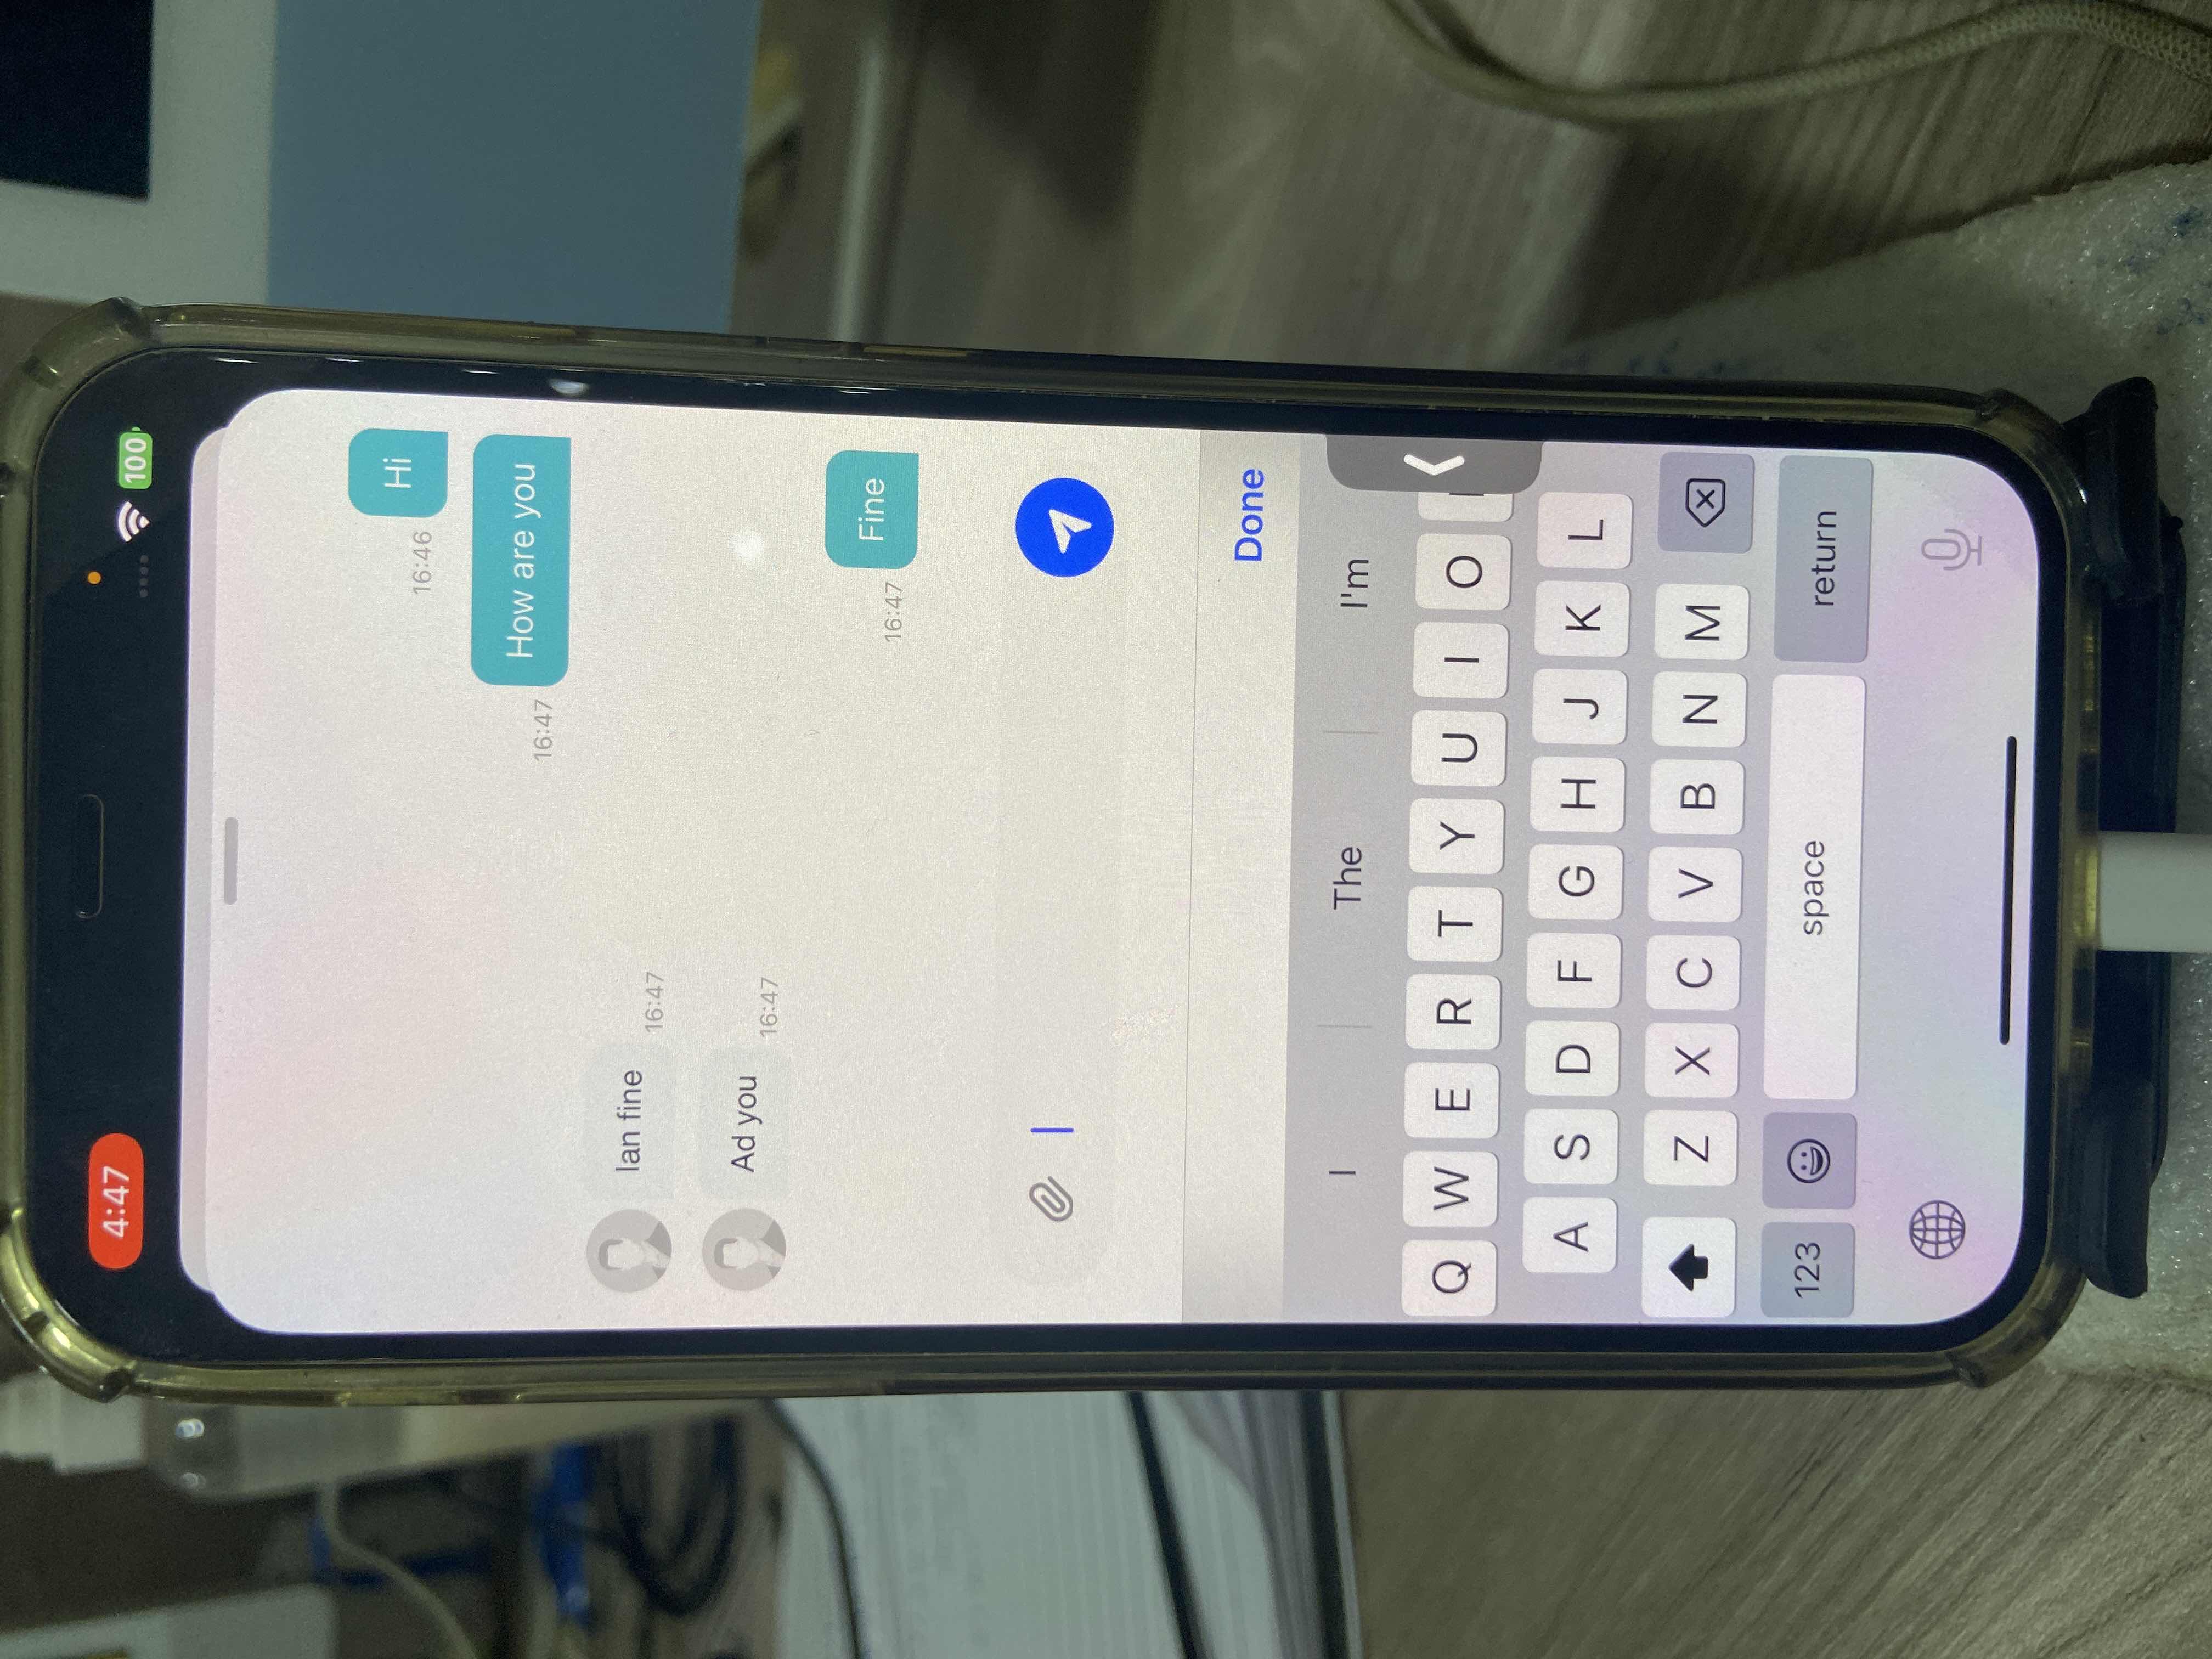 4:47
100
Hi
16:46
How are you
16:47
Ian fine
16:47
Ad you
16:47
Fine
16:47
Done
I The I'm
Q W E R T Y U I O
A S D F G H J K L
Z X C V B N M
123 space return